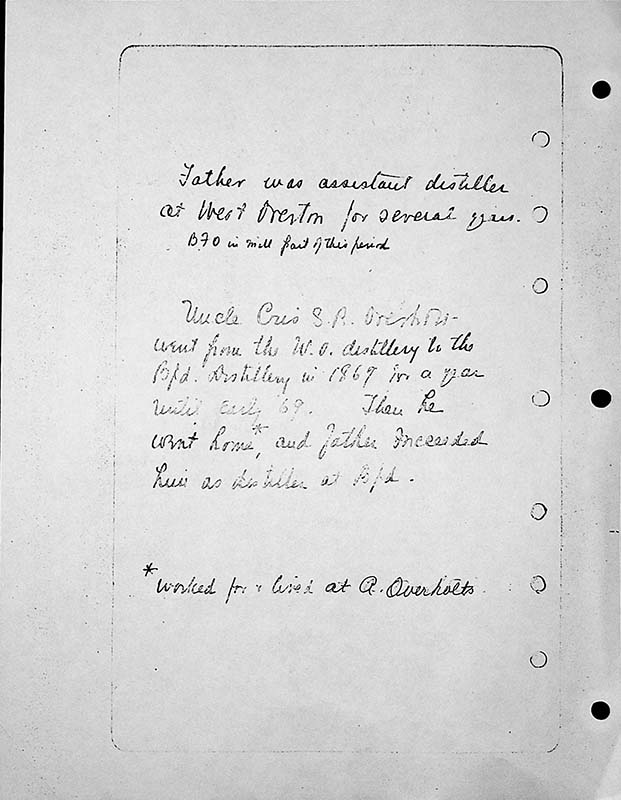 Father was assistant distiller
at West Overton for several years.
B F O in mill part of this period
Uncle Cris S.R. Overholt
went from the W.O. distillery to the
Bfd. Distillery in 1867 for a year
until early '69. Then he
went home*, and Father succeeded
him as distiller at Bfd.
*worked for & lived at A. Overholts.